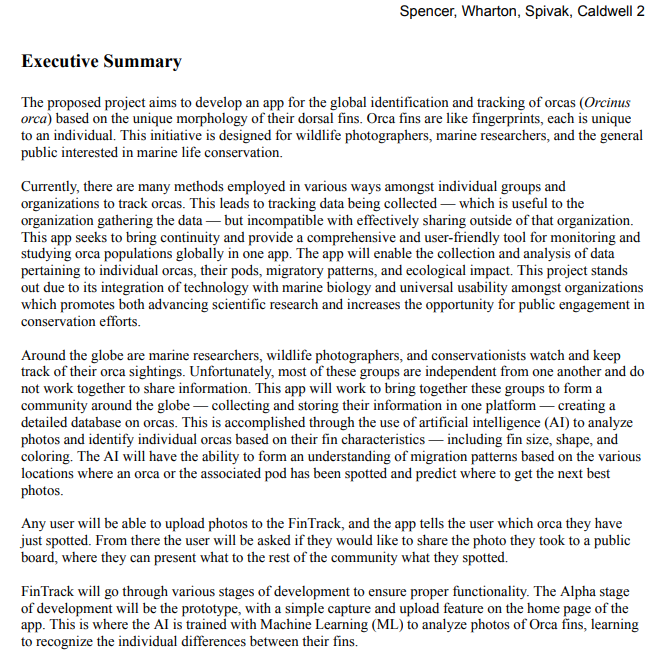 Spencer, Wharton, Spivak, Caldwell 2
Executive Summary
The proposed project aims to develop an app for the global identification and tracking of orcas (Orcinus
orca) based on the unique morphology of their dorsal fins. Orca fins are like fingerprints, each is unique
to an individual. This initiative is designed for wildlife photographers, marine researchers, and the general
public interested in marine life conservation.
Currently, there are many methods employed in various ways amongst individual groups and
organizations to track orcas. This leads to tracking data being collected — which is useful to the
organization gathering the data — but incompatible with effectively sharing outside of that organization.
This app seeks to bring continuity and provide a comprehensive and user-friendly tool for monitoring and
studying orca populations globally in one app. The app will enable the collection and analysis of data
pertaining to individual orcas, their pods, migratory patterns, and ecological impact. This project stands
out due to its integration of technology with marine biology and universal usability amongst organizations
which promotes both advancing scientific research and increases the opportunity for public engagement in
conservation efforts.
Around the globe are marine researchers, wildlife photographers, and conservationists watch and keep
track of their orca sightings. Unfortunately, most of these groups are independent from one another and do
not work together to share information. This app will work to bring together these groups to form a
community around the globe — collecting and storing their information in one platform — creating a
detailed database on orcas. This is accomplished through the use of artificial intelligence (AI) to analyze
photos and identify individual orcas based on their fin characteristics — including fin size, shape, and
coloring. The AI will have the ability to form an understanding of migration patterns based on the various
locations where an orca or the associated pod has been spotted and predict where to get the next best
photos.
Any user will be able to upload photos to the FinTrack, and the app tells the user which orca they have
just spotted. From there the user will be asked if they would like to share the photo they took to a public
board, where they can present what to the rest of the community what they spotted.
FinTrack will go through various stages of development to ensure proper functionality. The Alpha stage
of development will be the prototype, with a simple capture and upload feature on the home page of the
app. This is where the AI is trained with Machine Learning (ML) to analyze photos of Orca fins, learning
to recognize the individual differences between their fins.